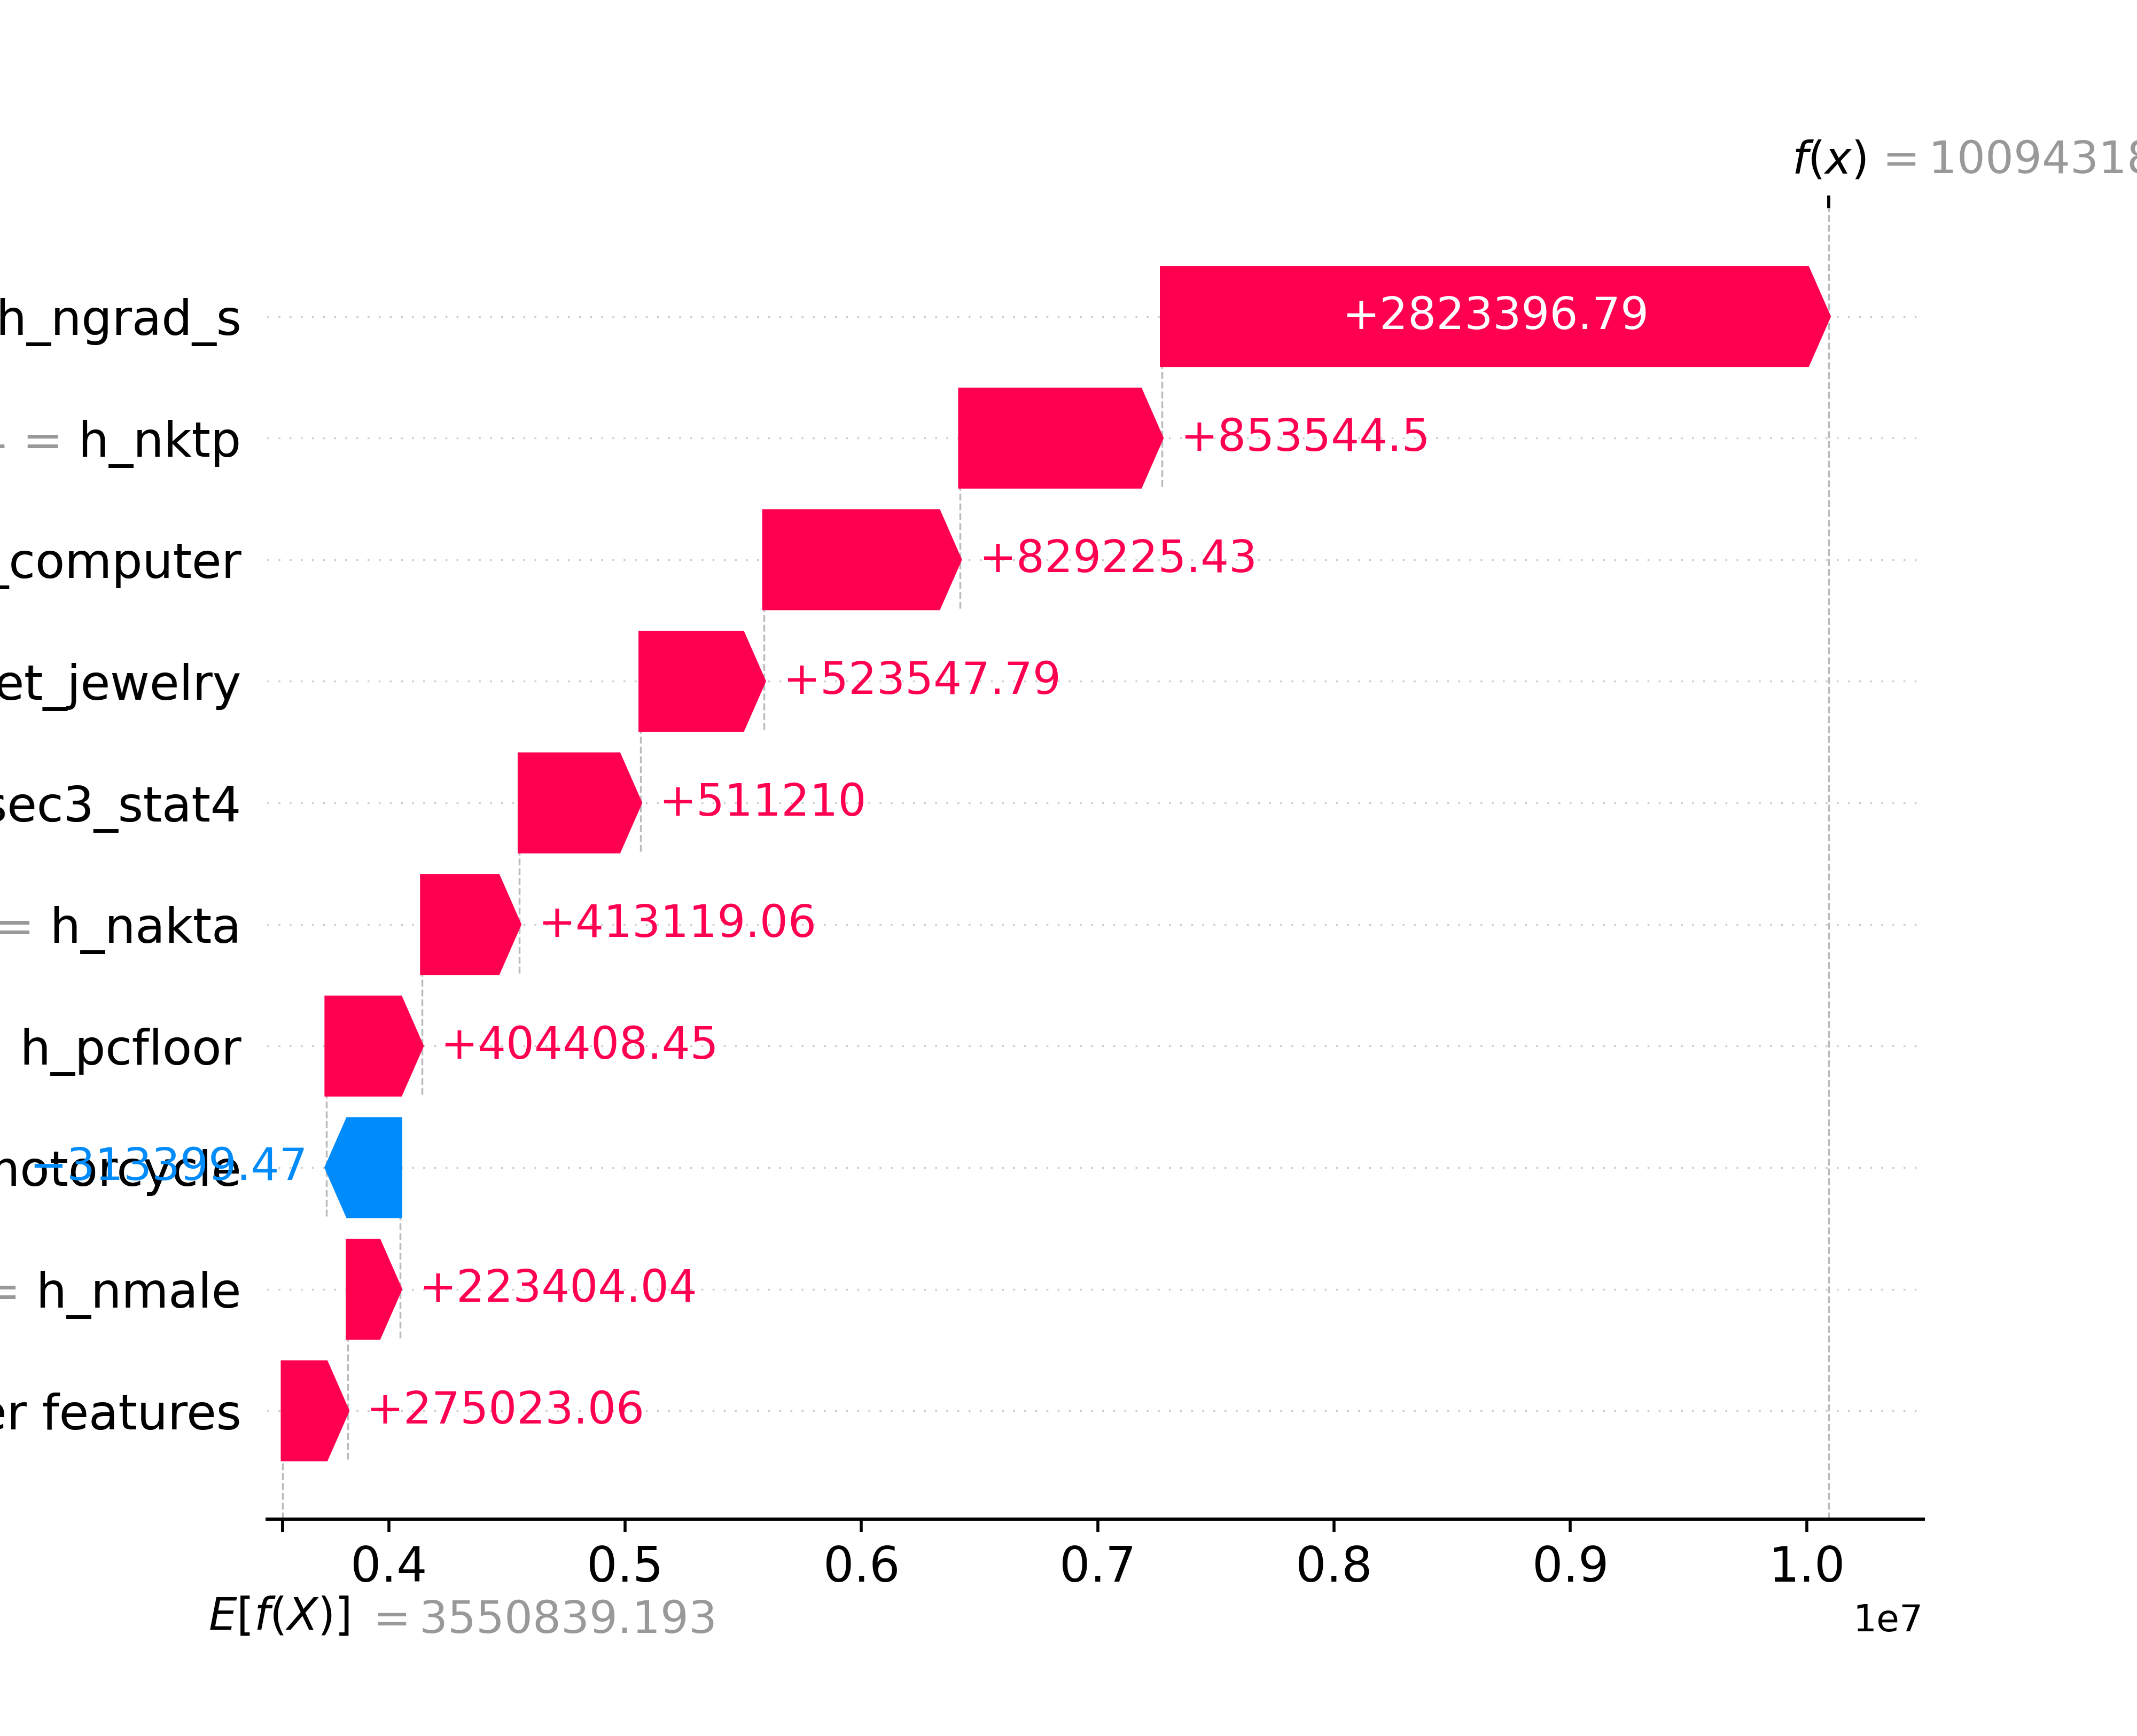 f(x) = 10094318
h_ngrad_s
+2823396.79
= h_nktp
+853544.5
_computer
+829225.43
et_jewelry
+523547.79
sec3_stat4
+511210
= h_nakta
+413119.06
h_pcfloor
+404408.45
motorcycle
−313399.47
= h_nmale
+223404.04
er features
+275023.06
0.4 0.5 0.6 0.7 0.8 0.9 1.0
E[f(X)] = 3550839.193
1e7